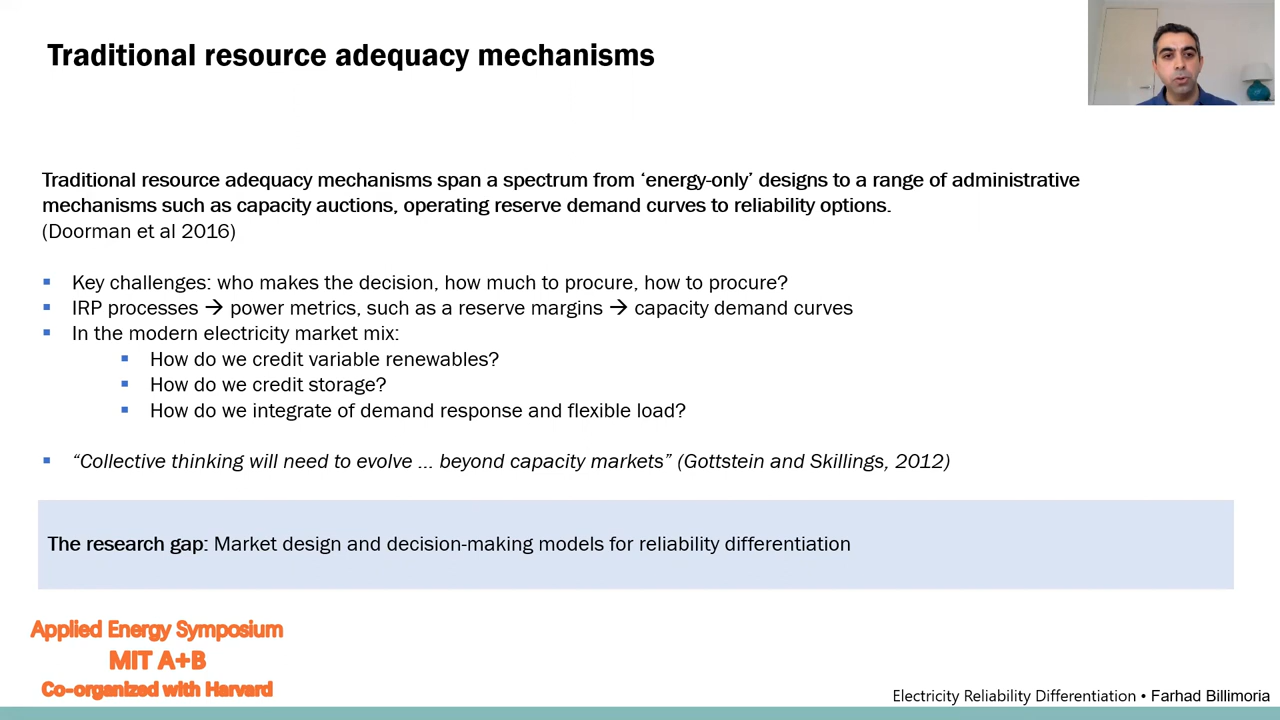 Traditional resource adequacy mechanisms
Traditional resource adequacy mechanisms span a spectrum from ‘energy-only’ designs to a range of administrative
mechanisms such as capacity auctions, operating reserve demand curves to reliability options.
(Doorman et al 2016)
▪ Key challenges: who makes the decision, how much to procure, how to procure?
▪ IRP processes → power metrics, such as a reserve margins → capacity demand curves
▪ In the modern electricity market mix:
▪ How do we credit variable renewables?
▪ How do we credit storage?
▪ How do we integrate of demand response and flexible load?
▪ “Collective thinking will need to evolve ... beyond capacity markets” (Gottstein and Skillings, 2012)
The research gap: Market design and decision-making models for reliability differentiation
Applied Energy Symposium
MIT A+B
Co-organized with Harvard
Electricity Reliability Differentiation • Farhad Billimoria